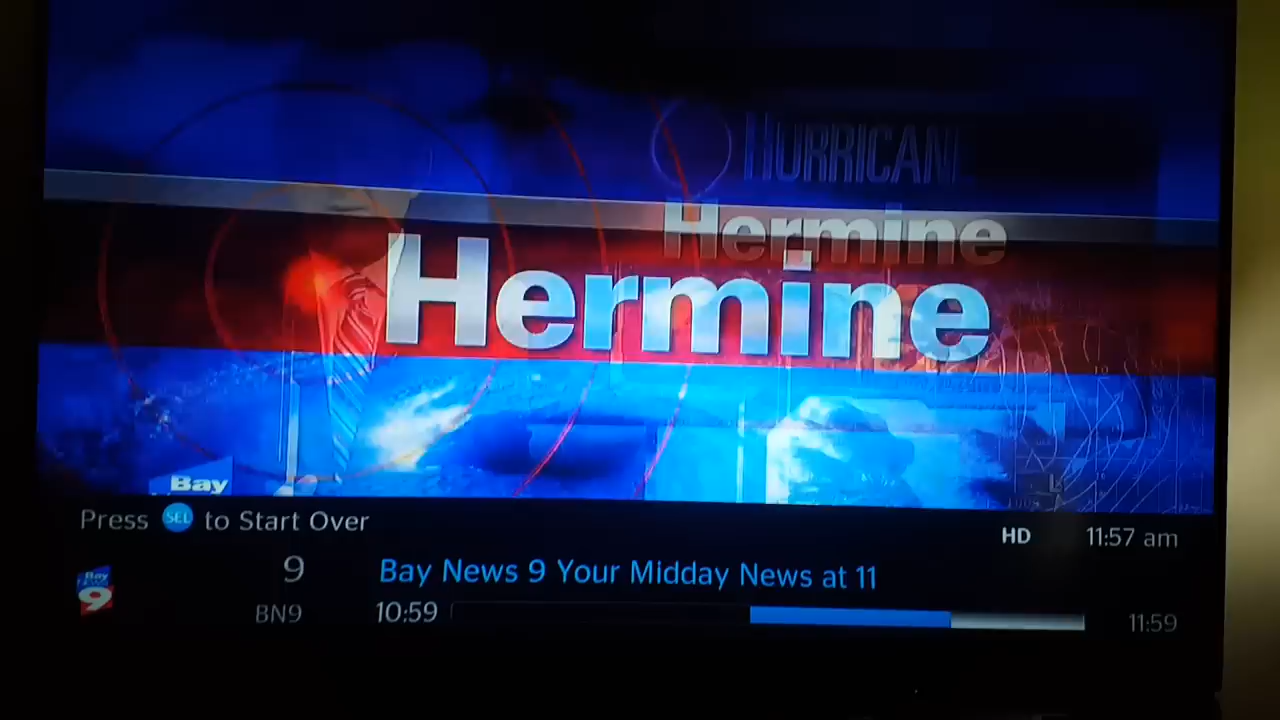 HURRICAN
Hermine
Hermine
Bay
Press SEL to Start Over
HD
11:57 am
Bay
9
9
Bay News 9 Your Midday News at 11
BN9
10:59
11:59